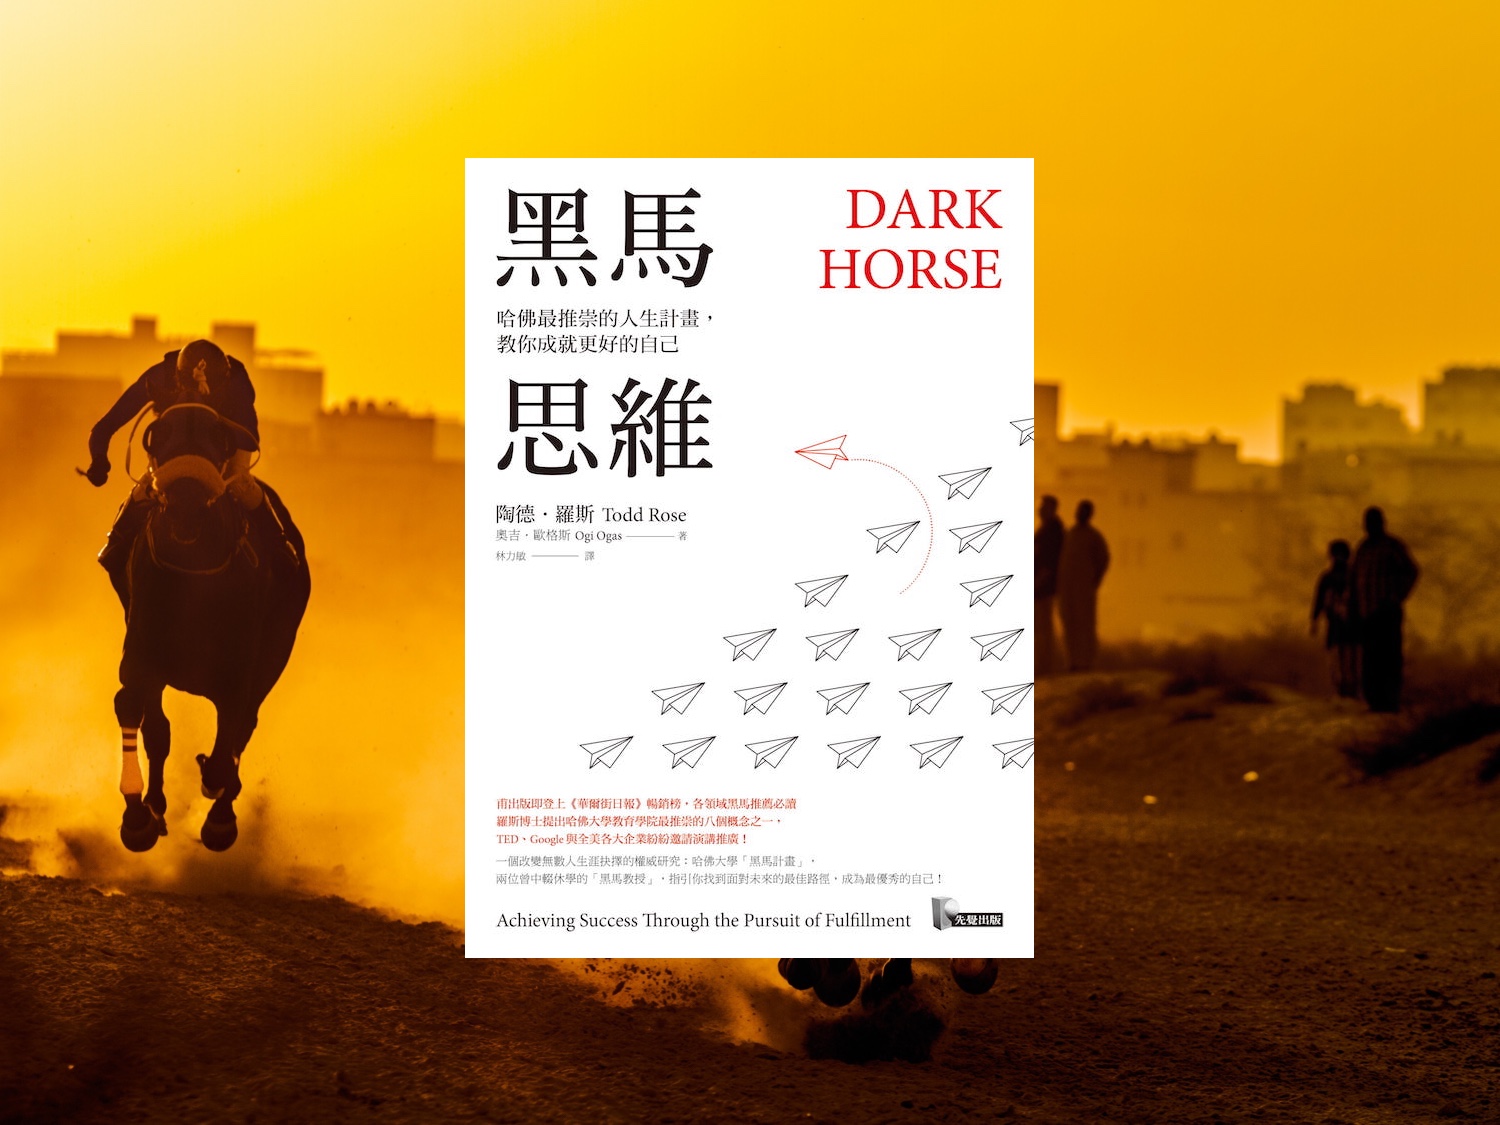 黑馬
DARK
HORSE
哈佛最推崇的人生計畫，
教你成就更好的自己
思維
陶德．羅斯 Todd Rose
奧吉．歐格斯 Ogi Ogas 著
林力敏 譯
甫出版即登上《華爾街日報》暢銷榜，各領域黑馬推薦必讀
羅斯博士提出哈佛大學教育學院最推崇的八個概念之一，
TED、Google 與全美各大企業紛紛邀請演講推廣！
一個改變無數人生涯抉擇的權威研究：哈佛大學「黑馬計畫」，
兩位曾中輟休學的「黑馬教授」，指引你找到面對未來的最佳路徑，成為最優秀的自己！
Achieving Success Through the Pursuit of Fulfillment
先覺出版